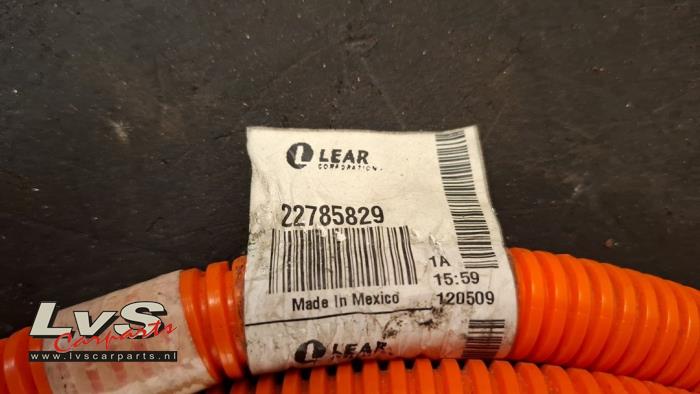 LEAR
CORPORATION
22785829
1A
15:59
Made In Mexico
120509
LEAR
LvS
Carparts
www.lvscarparts.nl